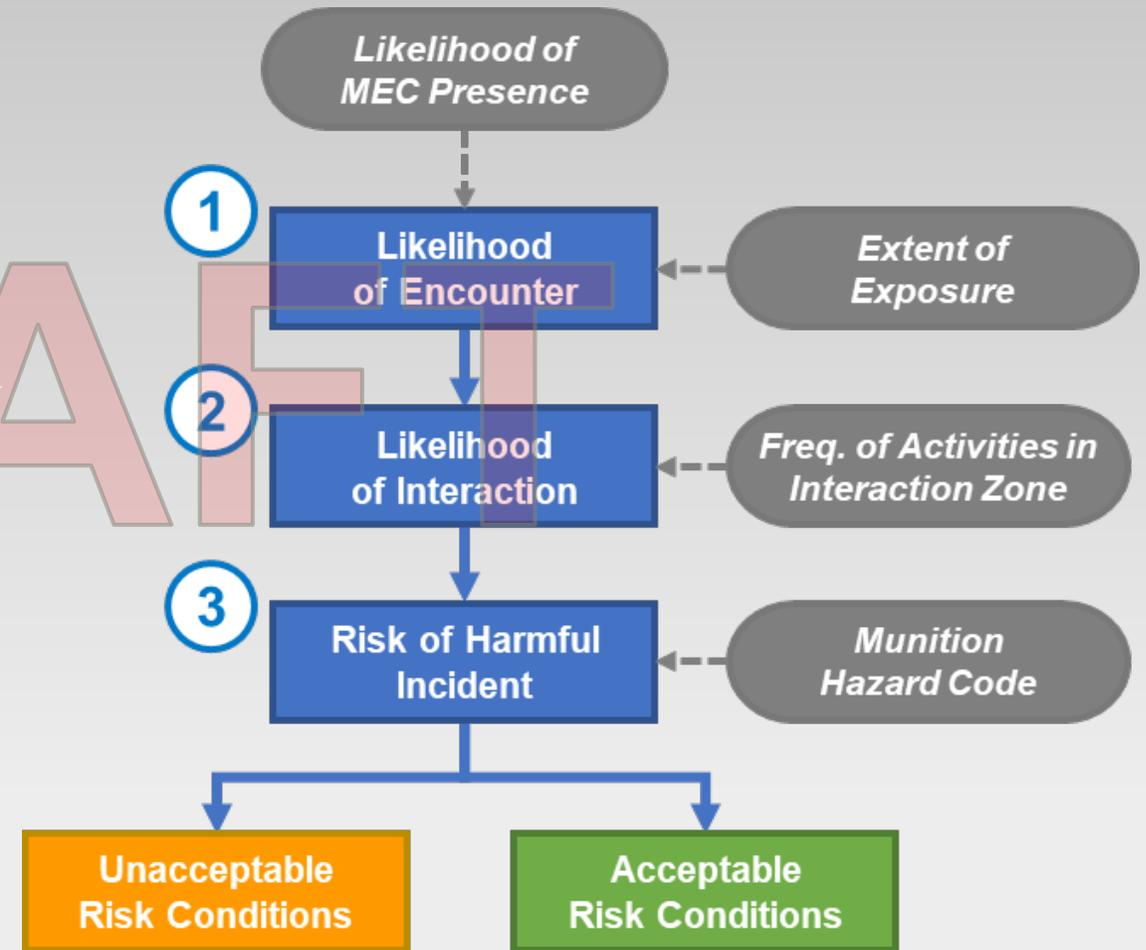 Likelihood of
MEC Presence
1
Likelihood
of Encounter
Extent of
Exposure
AFT
2
Likelihood
of Interaction
Freq. of Activities in
Interaction Zone
3
Risk of Harmful
Incident
Munition
Hazard Code
Unacceptable
Risk Conditions
Acceptable
Risk Conditions